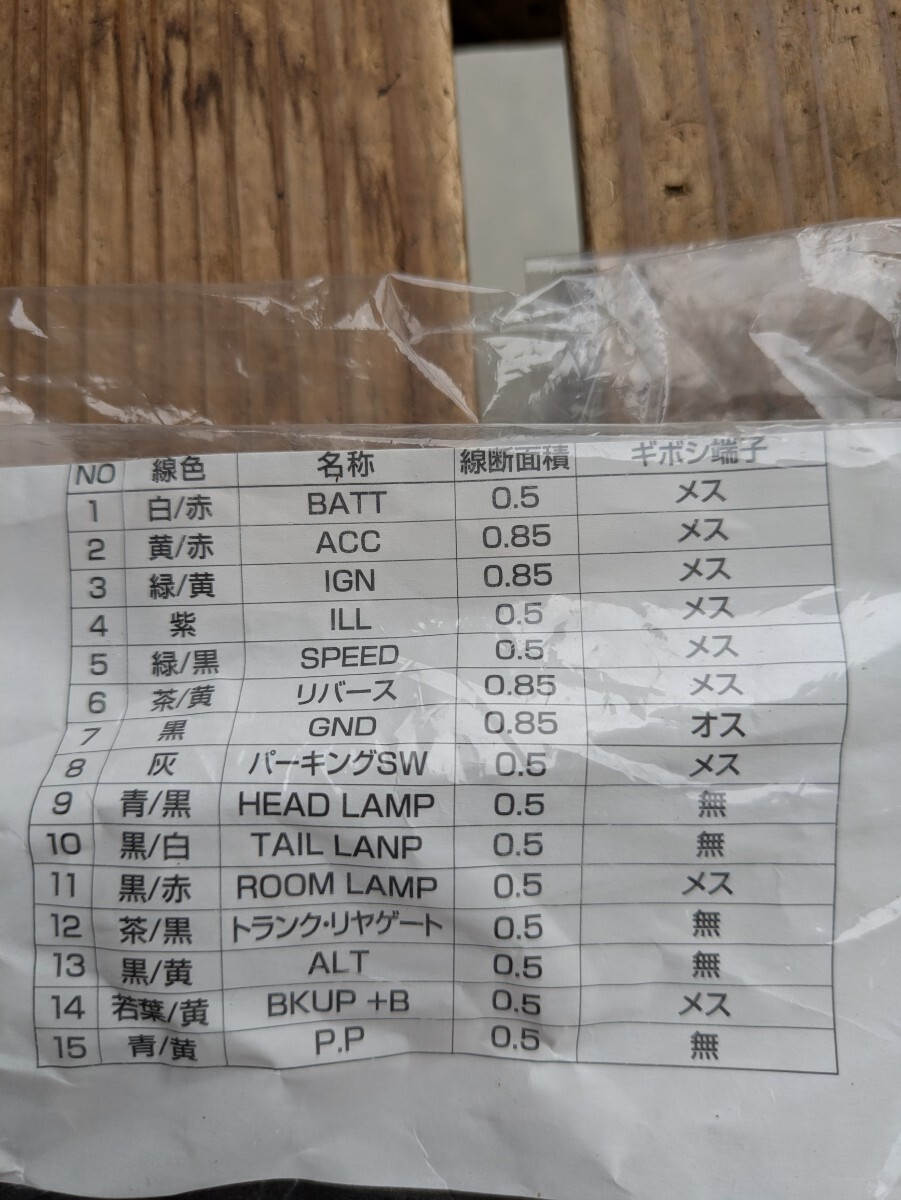 NO 線色 名称 線断面積 ギボシ端子
1 白/赤 BATT 0.5 メス
2 黄/赤 ACC 0.85 メス
3 緑/黄 IGN 0.85 メス
4 紫 ILL 0.5 メス
5 緑/黒 SPEED 0.5 メス
6 茶/黄 リバース 0.85 メス
7 黒 GND 0.85 オス
8 灰 パーキングSW 0.5 メス
9 青/黒 HEAD LAMP 0.5 無
10 黒/白 TAIL LANP 0.5 無
11 黒/赤 ROOM LAMP 0.5 メス
12 茶/黒 トランク・リヤゲート 0.5 無
13 黒/黄 ALT 0.5 無
14 若葉/黄 BKUP +B 0.5 メス
15 青/黄 P.P 0.5 無